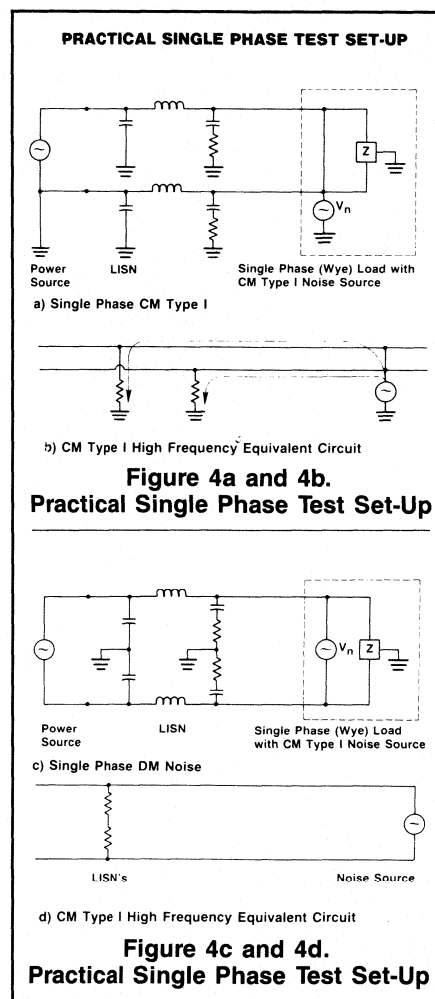 PRACTICAL SINGLE PHASE TEST SET-UP
Z
Vn
Power
Source
LISN
Single Phase (Wye) Load with
CM Type I Noise Source
a) Single Phase CM Type I
b) CM Type I High Frequency Equivalent Circuit
Figure 4a and 4b.
Practical Single Phase Test Set-Up
Vn
Z
Power
Source
LISN
Single Phase (Wye) Load
with CM Type I Noise Source
c) Single Phase DM Noise
LISN's
Noise Source
d) CM Type I High Frequency Equivalent Circuit
Figure 4c and 4d.
Practical Single Phase Test Set-Up